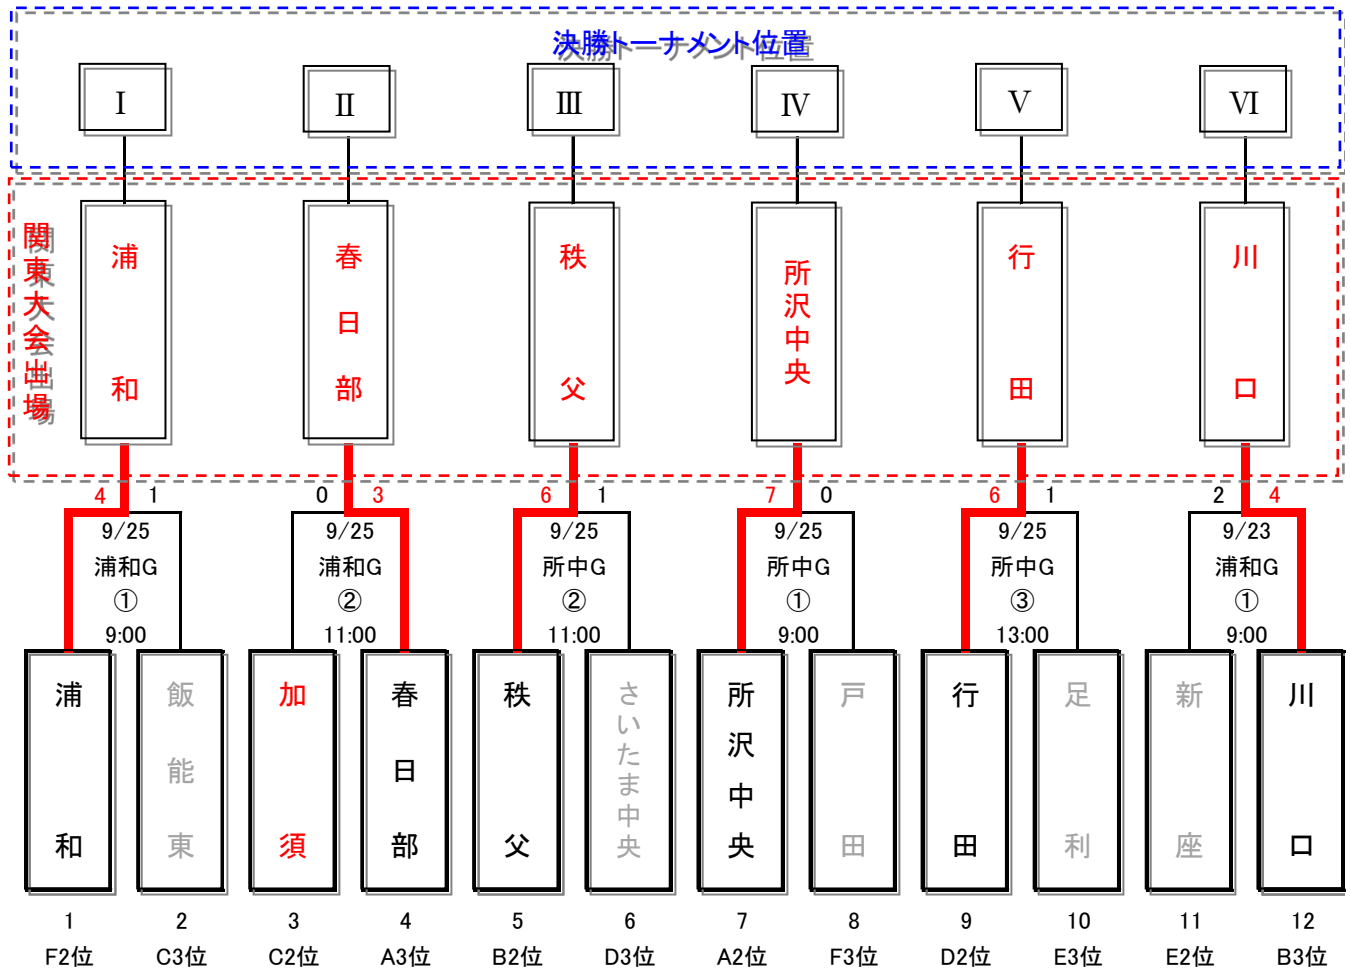 決勝トーナメント位置
Ⅰ Ⅱ Ⅲ Ⅳ Ⅴ Ⅵ
関東大会出場
浦和 春日部 秩父 所沢中央 行田 川口
4 1 0 3 6 1 7 0 6 1 2 4
9/25 9/25 9/25 9/25 9/25 9/23
浦和G 浦和G 所中G 所中G 所中G 浦和G
① ② ② ① ③ ①
9:00 11:00 11:00 9:00 13:00 9:00
浦和 飯能東 加須 春日部 秩父 さいたま中央 所沢中央 戸田 行田 足利 新座 川口
1 2 3 4 5 6 7 8 9 10 11 12
F2位 C3位 C2位 A3位 B2位 D3位 A2位 F3位 D2位 E3位 E2位 B3位